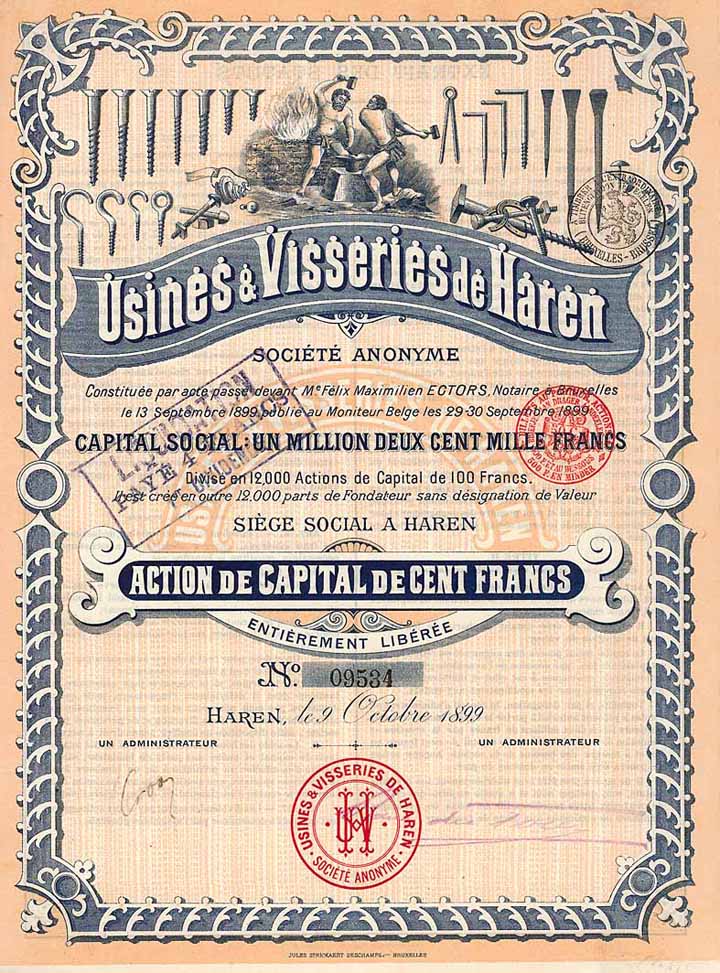 Usines & Visseries de Haren
SOCIÉTÉ ANONYME
Constituée par acte passé devant Me Félix Maximilien ECTORS, Notaire à Bruxelles
le 13 Septembre 1899, publié au Moniteur Belge les 29-30 Septembre 1899
CAPITAL SOCIAL: UN MILLION DEUX CENT MILLE FRANCS
Divisé en 12,000 Actions de Capital de 100 Francs.
Il est créé en outre 12.000 parts de Fondateur sans désignation de Valeur
SIÈGE SOCIAL A HAREN
LIQUIDATION
PAYÉ 4
ACTION DE CAPITAL DE CENT FRANCS
ENTIÈREMENT LIBÉRÉE
No. 09534
HAREN, le 9 Octobre 1899
UN ADMINISTRATEUR
UN ADMINISTRATEUR
USINES & VISSERIES DE HAREN
SOCIÉTÉ ANONYME
JULES STRICKAERT DESCHAMPS.— BRUXELLES